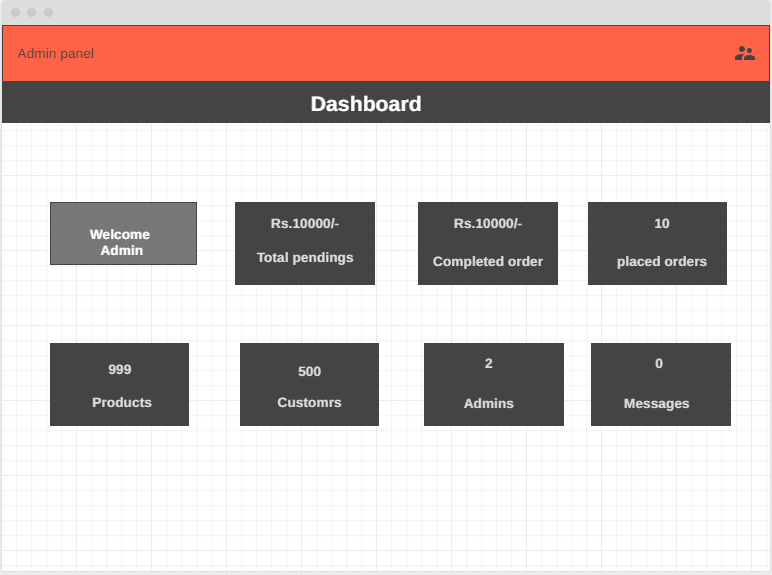 Admin panel
Dashboard
Welcome
Admin
Rs.10000/-
Total pendings
Rs.10000/-
Completed order
10
placed orders
999
Products
500
Customrs
2
Admins
0
Messages